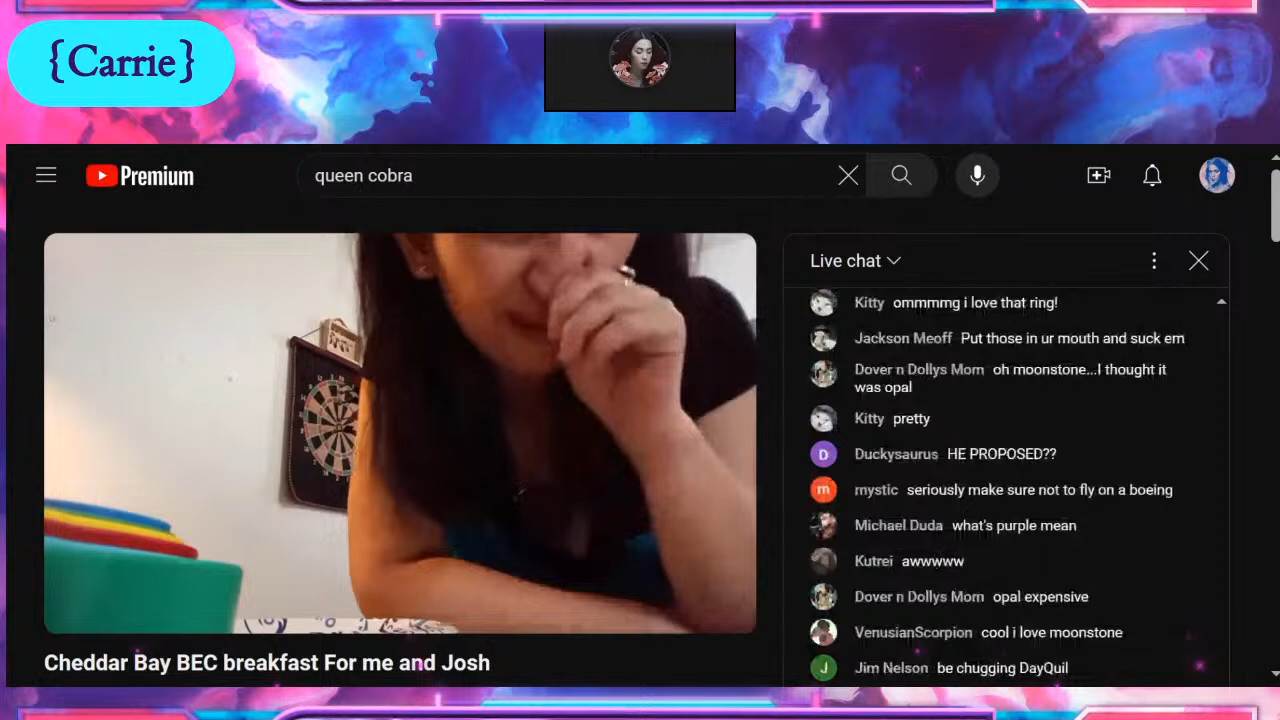 {Carrie}
Premium
queen cobra
Live chat
Kitty ommmmg i love that ring!
Jackson Meoff Put those in ur mouth and suck em
Dover n Dollys Mom oh moonstone...I thought it
was opal
Kitty pretty
D Duckysaurus HE PROPOSED??
m mystic seriously make sure not to fly on a boeing
Michael Duda what's purple mean
Kutrei awwwww
Dover n Dollys Mom opal expensive
VenusianScorpion cool i love moonstone
J Jim Nelson be chugging DayQuil
Cheddar Bay BEC breakfast For me and Josh